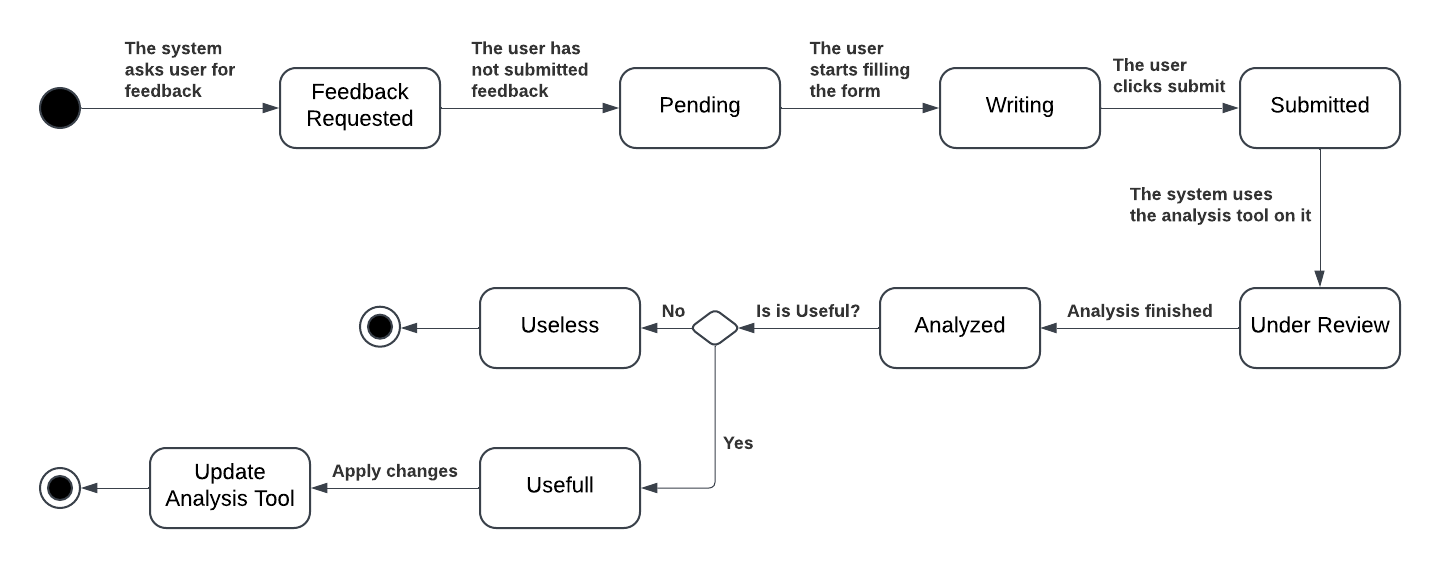 The system
asks user for
feedback
Feedback
Requested
The user has
not submitted
feedback
Pending
The user
starts filling
the form
Writing
The user
clicks submit
Submitted
The system uses
the analysis tool on it
Under Review
Analysis finished
Analyzed
Is is Useful?
No
Useless
Yes
Usefull
Apply changes
Update
Analysis Tool